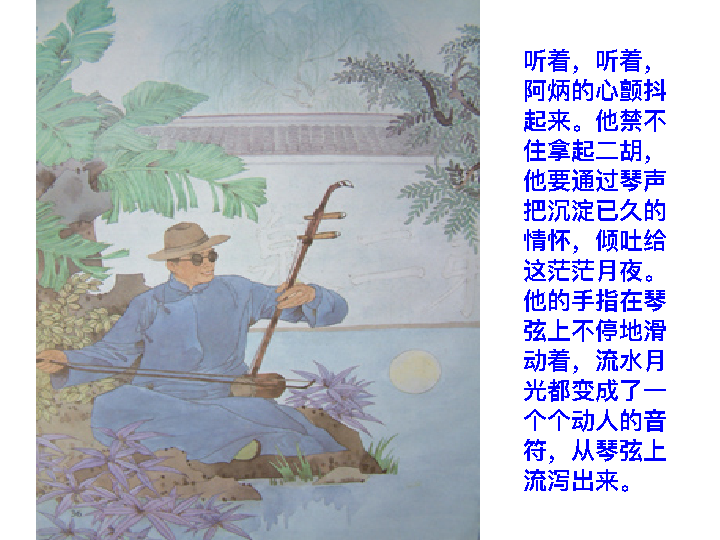 听着，听着，
阿炳的心颤抖
起来。他禁不
住拿起二胡，
他要通过琴声
把沉淀已久的
情怀，倾吐给
这茫茫月夜。
他的手指在琴
弦上不停地滑
动着，流水月
光都变成了一
个个动人的音
符，从琴弦上
流泻出来。